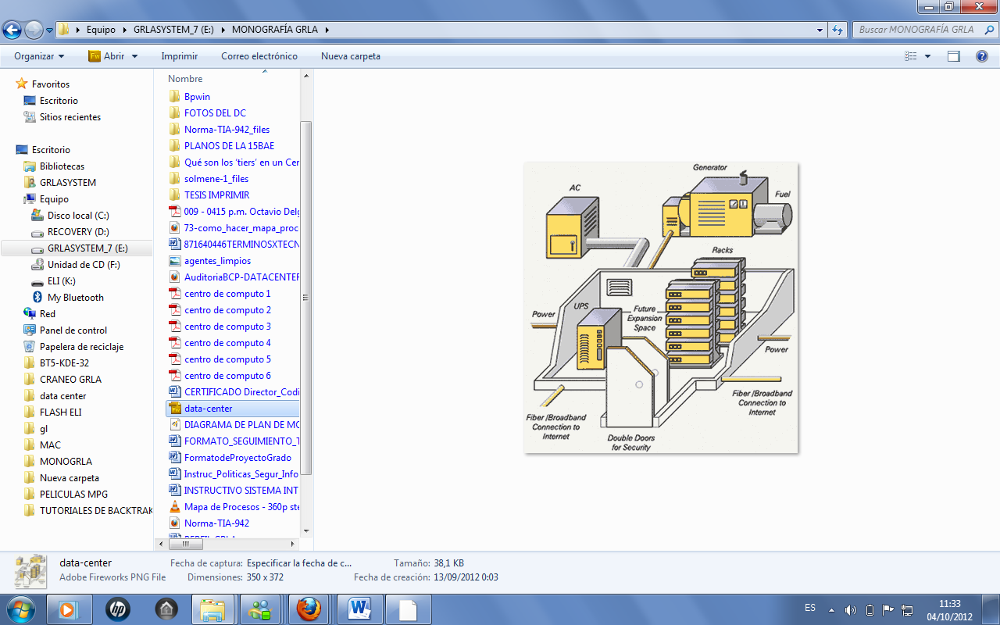 Equipo
GRLASYSTEM_7 (E:)
MONOGRAFÍA GRLA
Buscar MONOGRAFÍA GRLA
Organizar
Fw
Abrir
Imprimir
Correo electrónico
Nueva carpeta
Favoritos
Escritorio
Sitios recientes
Escritorio
Bibliotecas
GRLASYSTEM
Equipo
Disco local (C:)
RECOVERY (D:)
GRLASYSTEM_7 (E:)
Unidad de CD (F:)
ELI (K:)
My Bluetooth
Red
Panel de control
Papelera de reciclaje
BT5-KDE-32
CRANEO GRLA
data center
FLASH ELI
gl
MAC
MONOGRLA
Nueva carpeta
PELICULAS MPG
TUTORIALES DE BACKTRAK
Nombre
Bpwin
FOTOS DEL DC
Norma-TIA-942_files
PLANOS DE LA 15BAE
Qué son los 'tiers' en un Cer
solmene-1_files
TESIS IMPRIMIR
009 - 0415 p.m. Octavio Delg
73-como_hacer_mapa_proc
871640446TERMINOSXTECN
agentes_limpios
AuditoriaBCP-DATACENTER
centro de computo 1
centro de computo 2
centro de computo 3
centro de computo 4
centro de computo 5
centro de computo 6
CERTIFICADO Director_Codi
data-center
DIAGRAMA DE PLAN DE MO
FORMATO_SEGUIMIENTO_T
FormatodeProyectoGrado
Instruc_Politicas_Segur_Info
INSTRUCTIVO SISTEMA INT
Mapa de Procesos - 360p ste
Norma-TIA-942
PERFIL GRLA
Generator
AC
Fuel
Racks
UPS
Power
Future
Expansion
Space
Power
Fiber /Broadband
Connection to
Internet
Fiber /Broadband
Connection to
Internet
Double Doors
for Security
data-center
Adobe Fireworks PNG File
Fecha de captura: Especificar la fecha de c...
Dimensiones: 350 x 372
Tamaño: 38,1 KB
Fecha de creación: 13/09/2012 0:03
hp
W
ES
11:33
04/10/2012